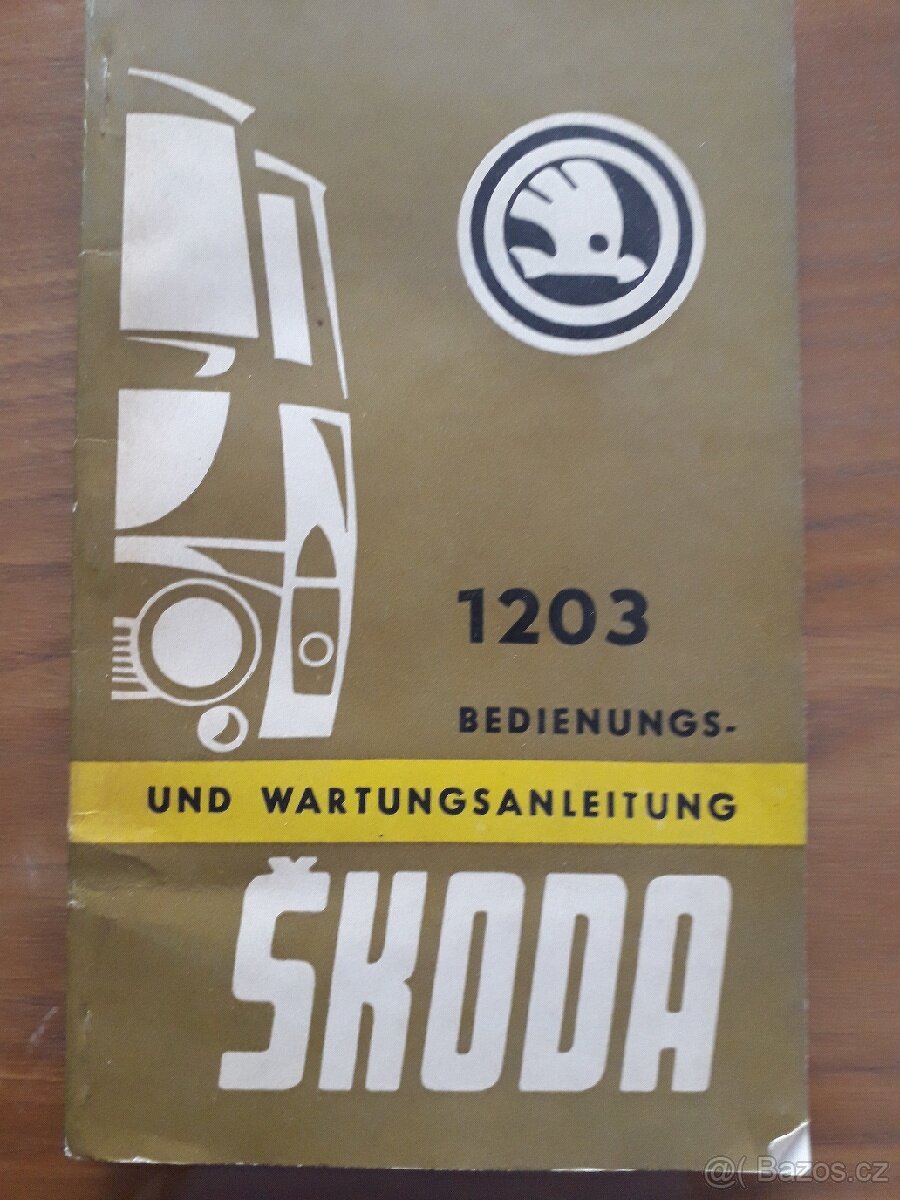 1203
BEDIENUNGS-
UND WARTUNGSANLEITUNG
ŠKODA
@( Bazos.cz